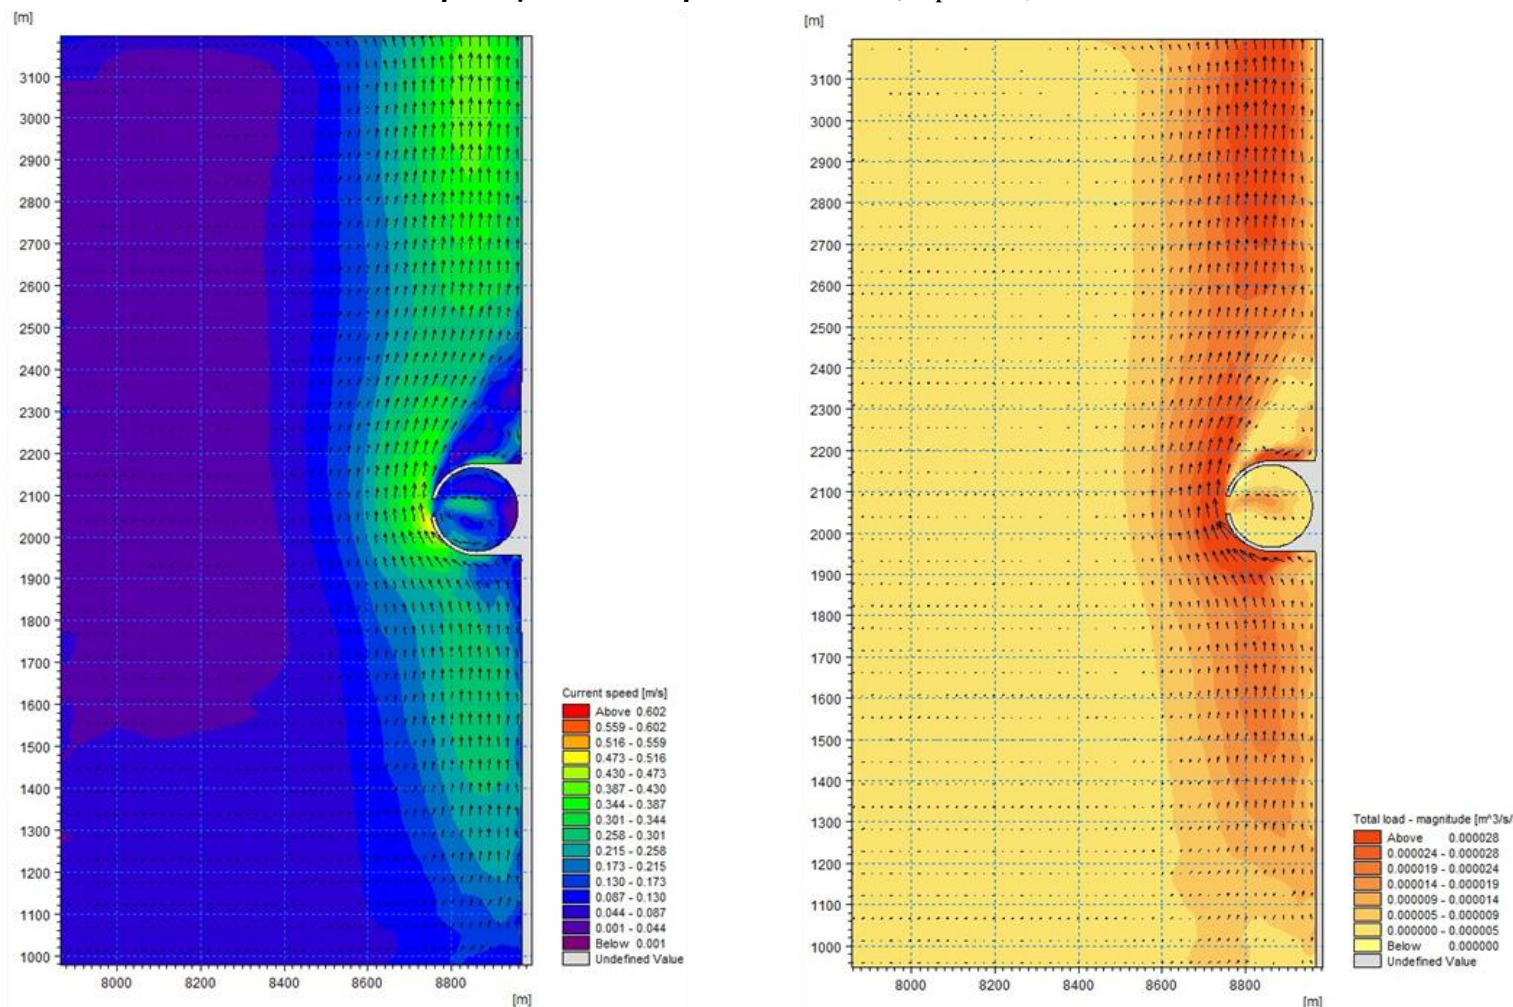 [m]
3100
3000
2900
2800
2700
2600
2500
2400
2300
2200
2100
2000
1900
1800
1700
1600
1500
1400
1300
1200
1100
1000
8000 8200 8400 8600 8800
[m]
Current speed [m/s]
Above 0.602
0.559 - 0.602
0.516 - 0.559
0.473 - 0.516
0.430 - 0.473
0.387 - 0.430
0.344 - 0.387
0.301 - 0.344
0.258 - 0.301
0.215 - 0.258
0.173 - 0.215
0.130 - 0.173
0.087 - 0.130
0.044 - 0.087
0.001 - 0.044
Below 0.001
Undefined Value
[m]
3100
3000
2900
2800
2700
2600
2500
2400
2300
2200
2100
2000
1900
1800
1700
1600
1500
1400
1300
1200
1100
1000
8000 8200 8400 8600 8800
[m]
Total load - magnitude [m^3/s/
Above 0.000028
0.000024 - 0.000028
0.000019 - 0.000024
0.000014 - 0.000019
0.000009 - 0.000014
0.000005 - 0.000009
0.000000 - 0.000005
Below 0.000000
Undefined Value